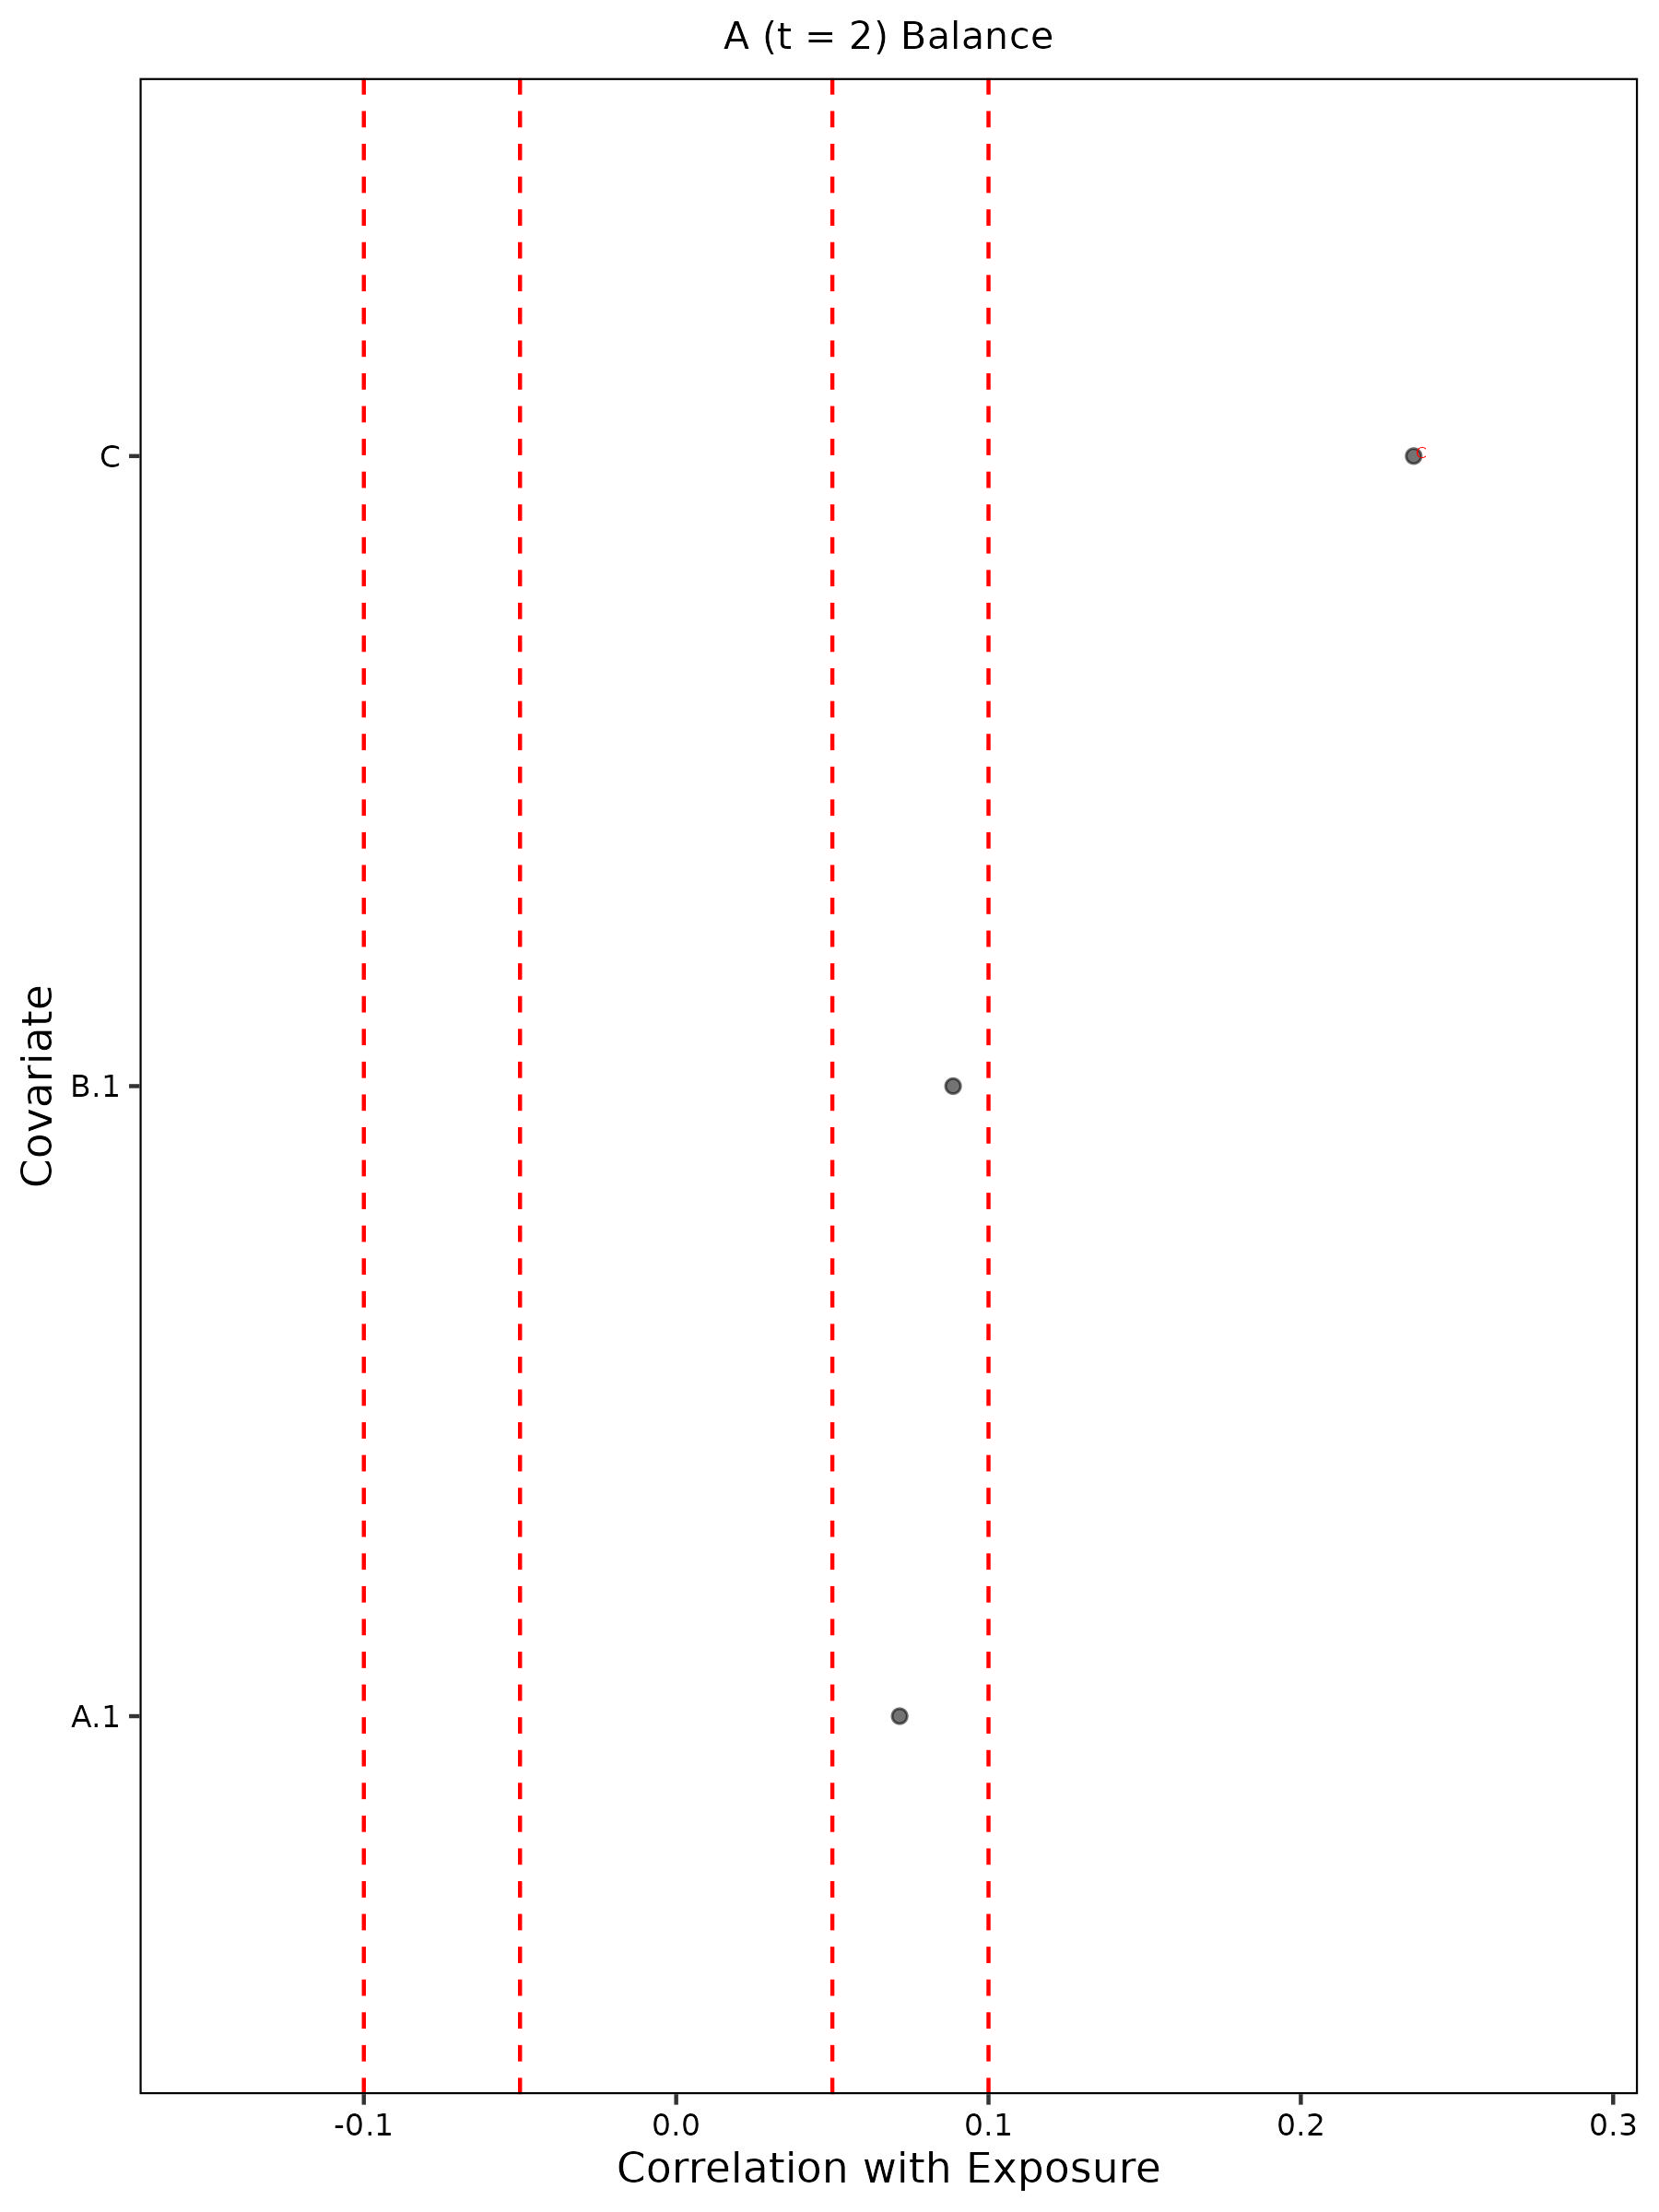 A (t = 2) Balance
C
C
Covariate
B.1
A.1
-0.1 0.0 0.1 0.2 0.3
Correlation with Exposure